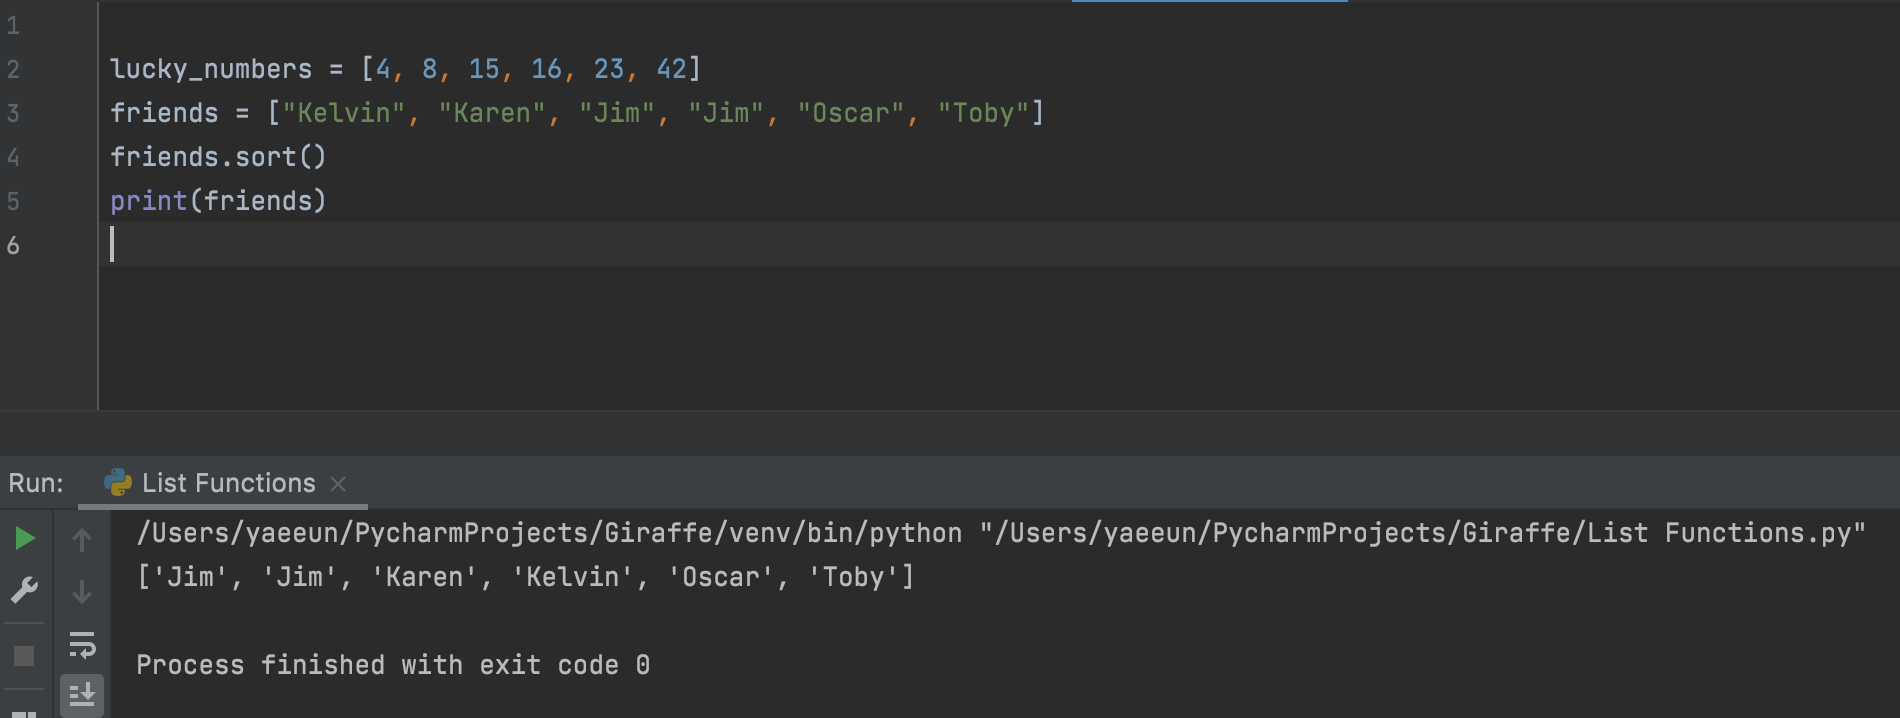 1
2 lucky_numbers = [4, 8, 15, 16, 23, 42]
3 friends = ["Kelvin", "Karen", "Jim", "Jim", "Oscar", "Toby"]
4 friends.sort()
5 print(friends)
6
Run: List Functions
/Users/yaeeun/PycharmProjects/Giraffe/venv/bin/python "/Users/yaeeun/PycharmProjects/Giraffe/List Functions.py"
['Jim', 'Jim', 'Karen', 'Kelvin', 'Oscar', 'Toby']
Process finished with exit code 0